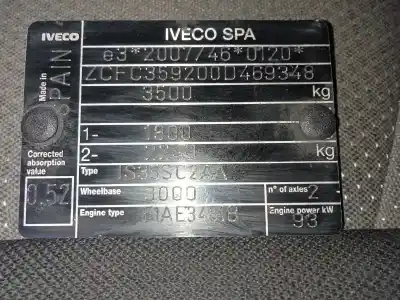 IVECO
IVECO SPA
Made in
SPAIN
e3*2007/46*0120*
ZCFC359200D469348
3500 kg
1- 1800
2- kg
Corrected
absorption
value
0.52
Type
Wheelbase 3000
n° of axles 2
Engine type
Engine power kW
93